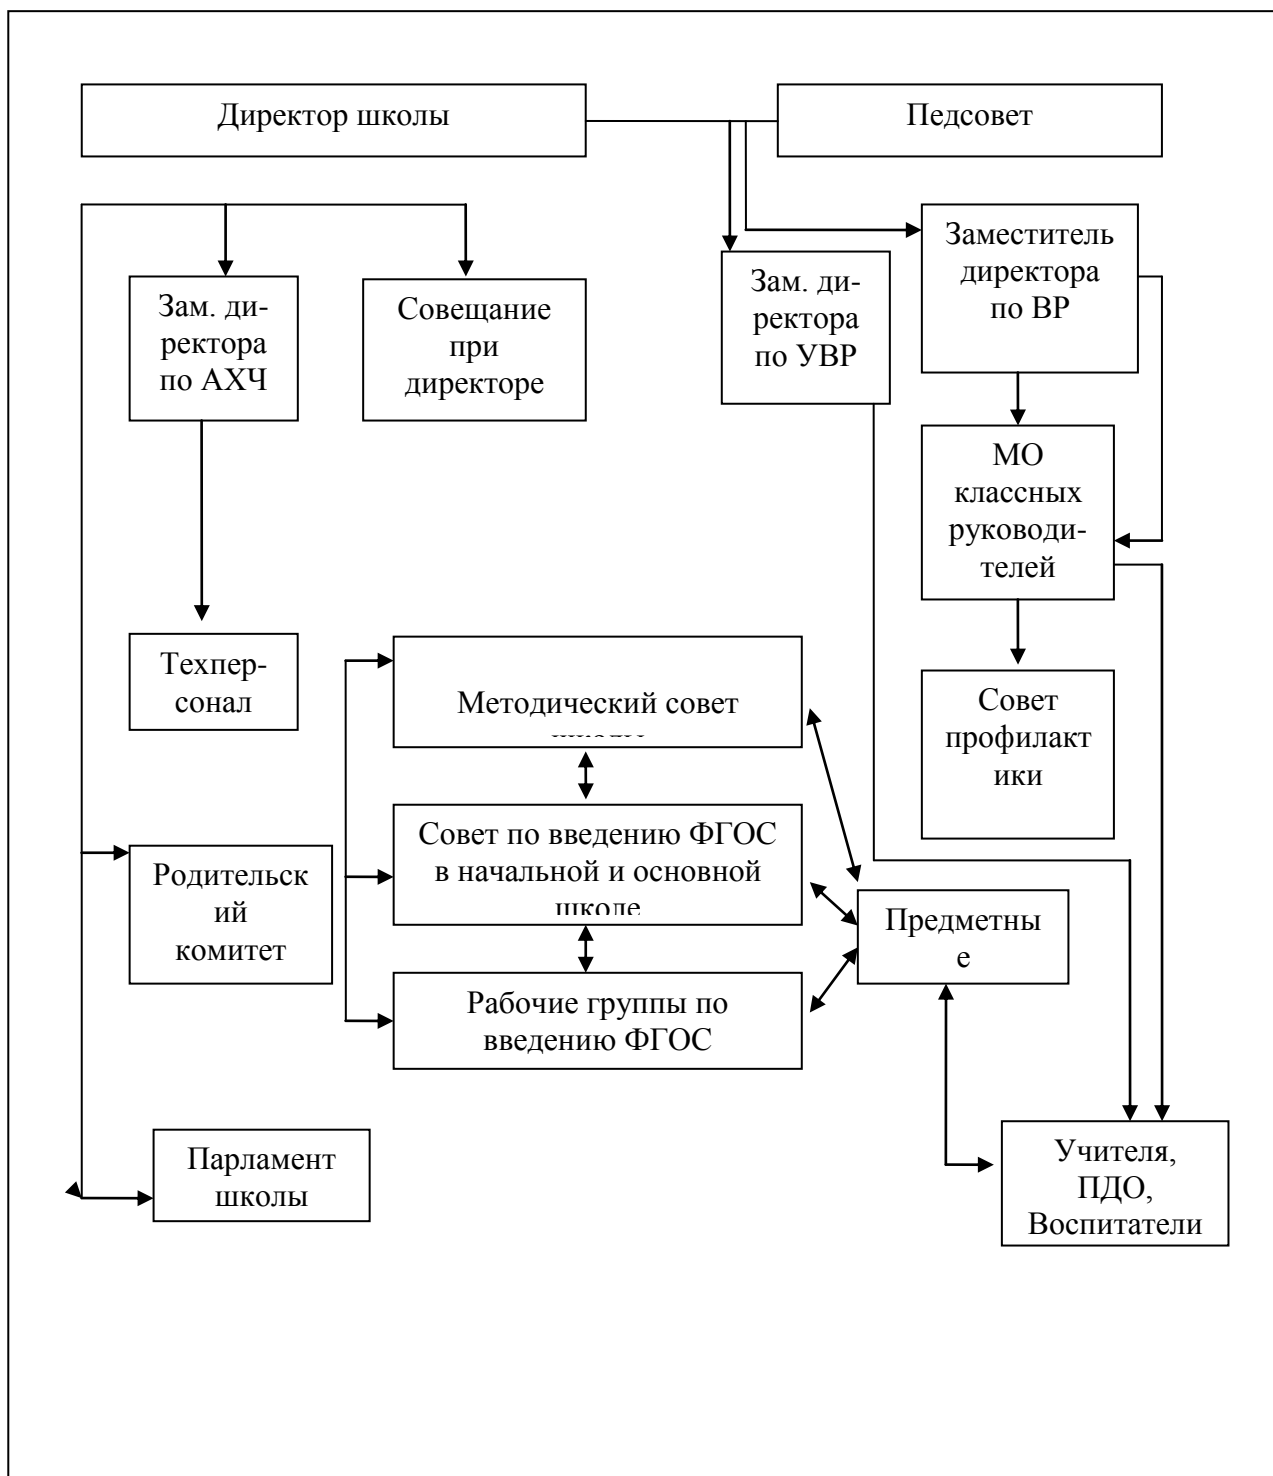 Директор школы
Педсовет
Зам. ди-
ректора
по АХЧ
Совещание
при
директоре
Зам. ди-
ректора
по УВР
Заместитель
директора
по ВР
МО
классных
руководи-
телей
Техпер-
сонал
Методический совет
школы
Совет
профилакт
ики
Совет по введению ФГОС
в начальной и основной
школе
Родительск
ий
комитет
Предметны
е
Рабочие группы по
введению ФГОС
Парламент
школы
Учителя,
ПДО,
Воспитатели